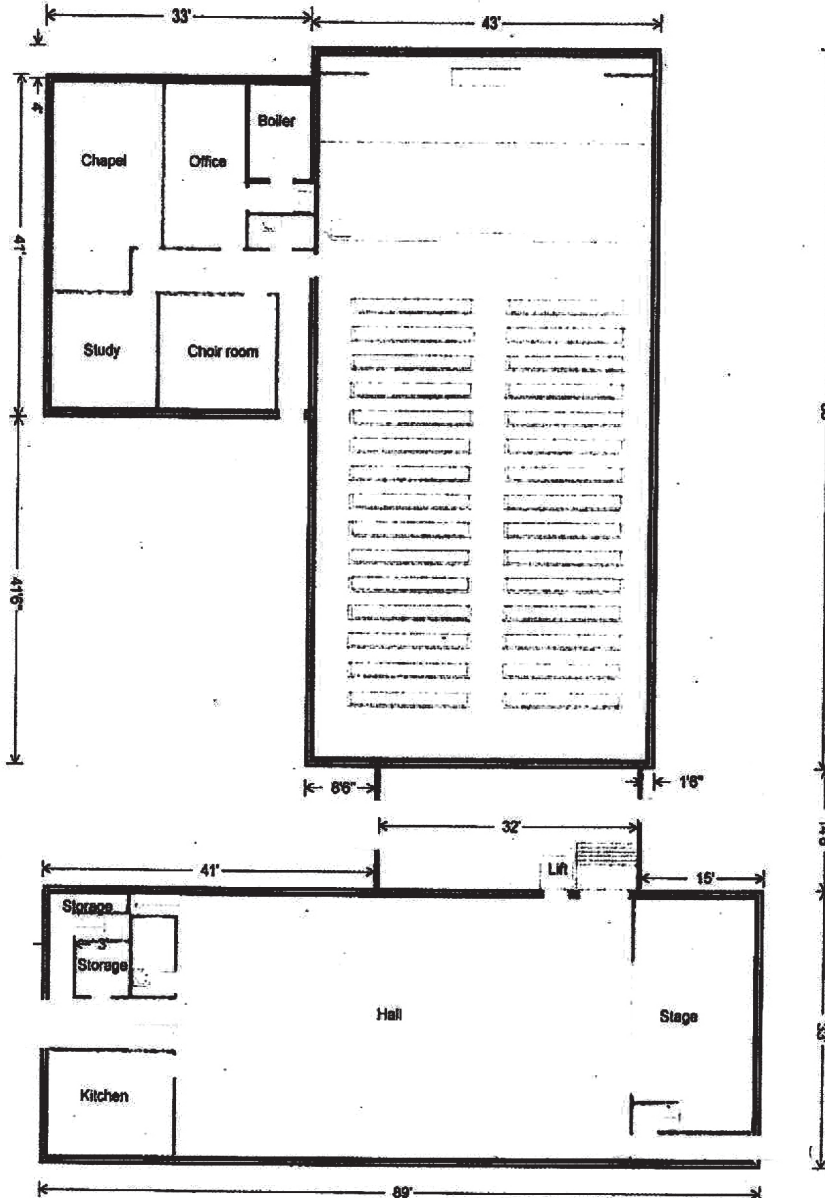 33'
43'
4'
Boiler
Chapel
Office
41'
Study
Choir room
41'6"
8'6"
1'6"
32'
41'
Lift
15'
Storage
3'
Storage
Hall
Stage
33'
Kitchen
89'